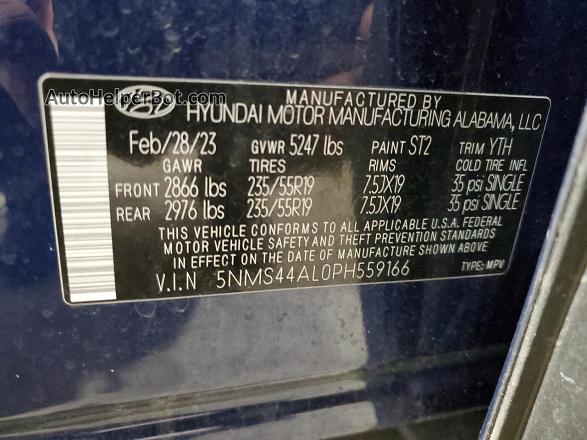 AutoHelperBot.com
MANUFACTURED BY
HYUNDAI MOTOR MANUFACTURING ALABAMA, LLC
Feb/28/23 GVWR 5247 lbs PAINT ST2 TRIM YTH
GAWR TIRES RIMS COLD TIRE INFL
FRONT 2866 lbs 235/55R19 7.5JX19 35 psi SINGLE
REAR 2976 lbs 235/55R19 7.5JX19 35 psi SINGLE
THIS VEHICLE CONFORMS TO ALL APPLICABLE U.S.A. FEDERAL
MOTOR VEHICLE SAFETY AND THEFT PREVENTION STANDARDS
IN EFFECT ON THE DATE OF MANUFACTURE SHOWN ABOVE
V.I.N 5NMS44AL0PH559166 TYPE: MPV